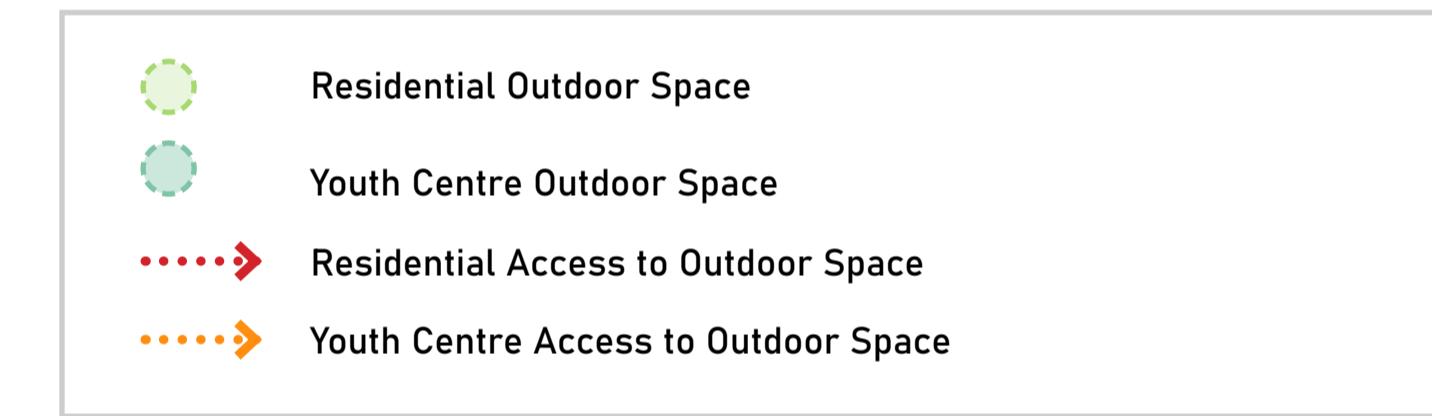 Residential Outdoor Space
Youth Centre Outdoor Space
Residential Access to Outdoor Space
Youth Centre Access to Outdoor Space